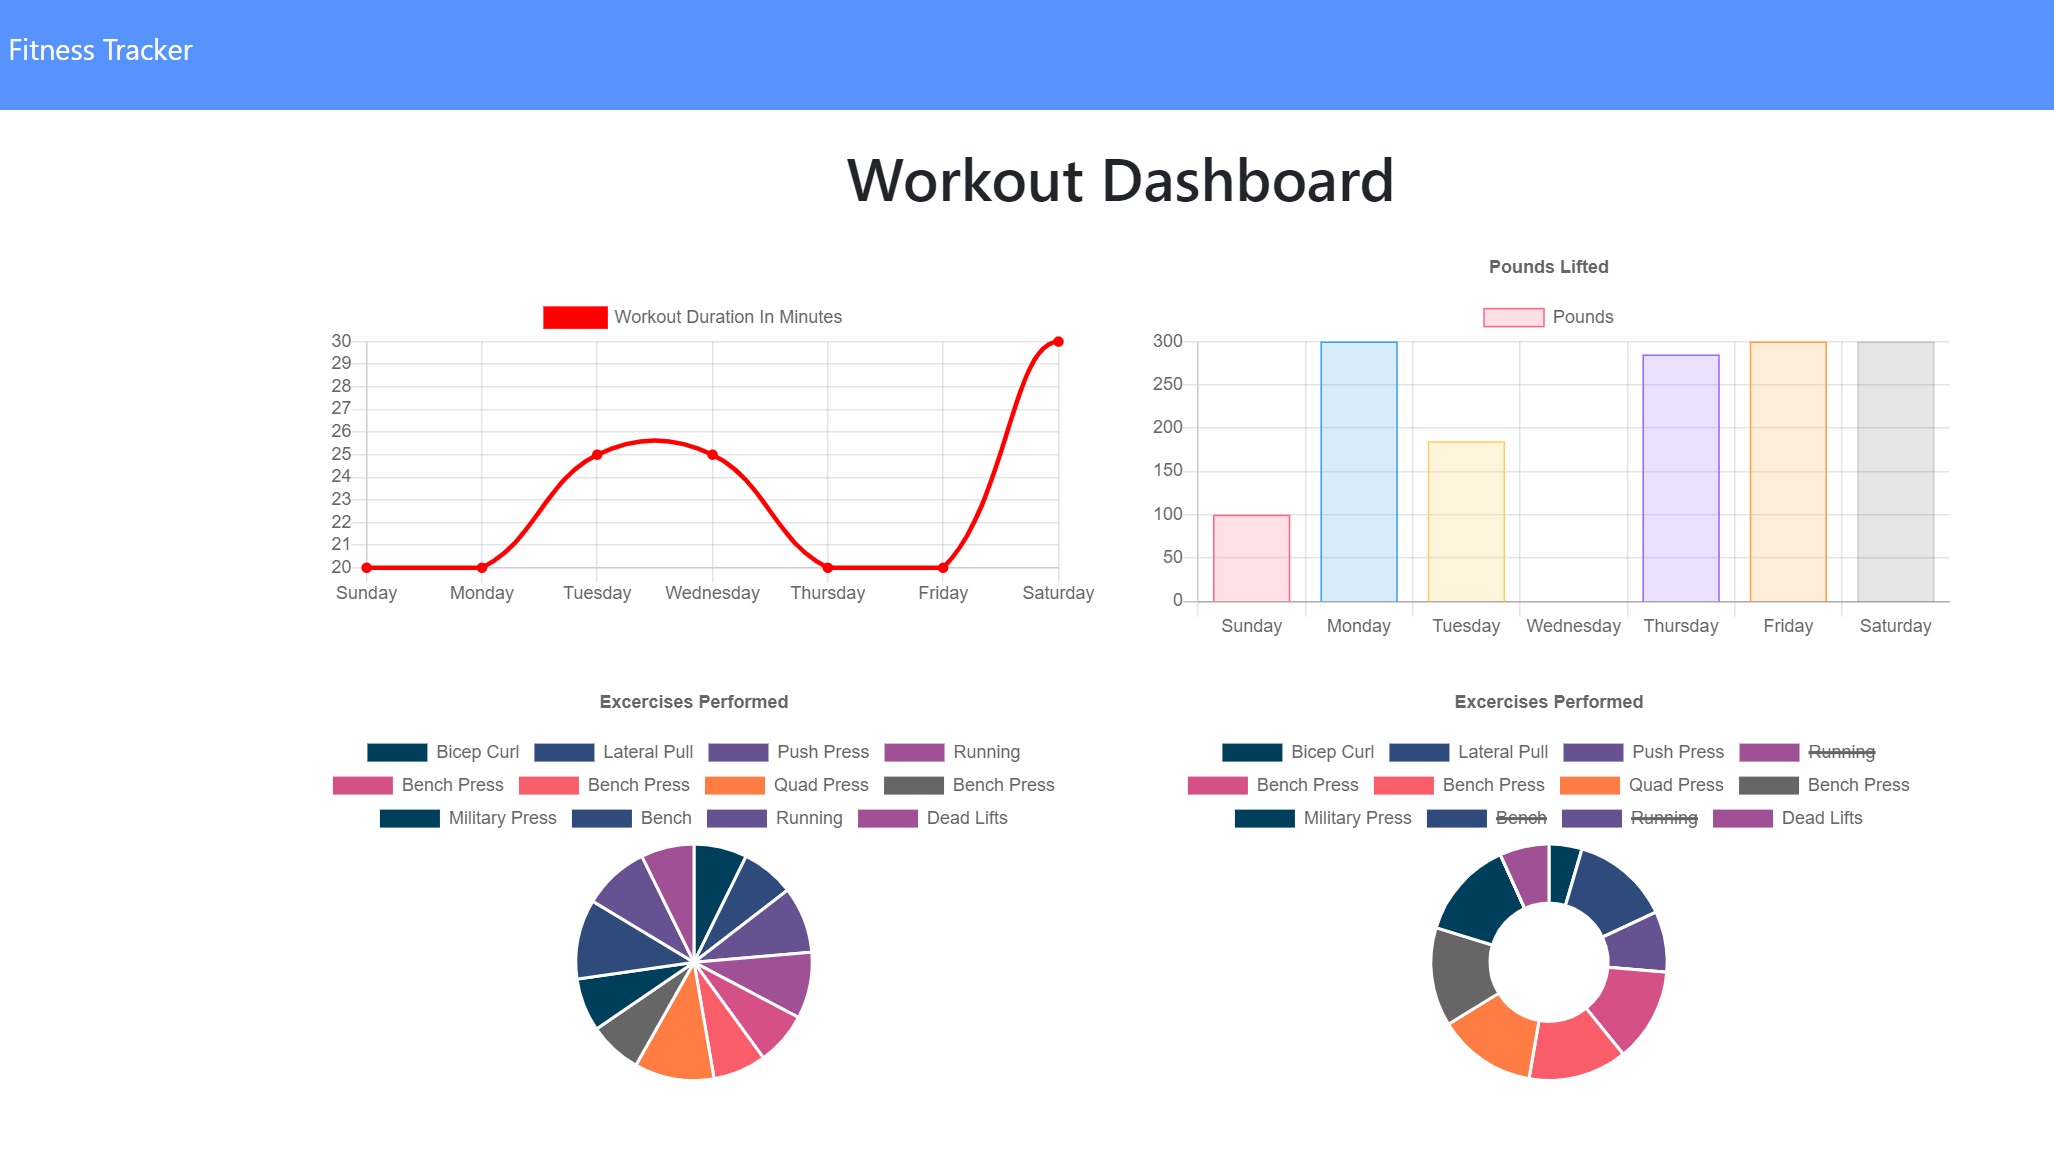 Fitness Tracker
Workout Dashboard
Workout Duration In Minutes
30
29
28
27
26
25
24
23
22
21
20
Sunday Monday Tuesday Wednesday Thursday Friday Saturday
Pounds Lifted
Pounds
300
250
200
150
100
50
0
Sunday Monday Tuesday Wednesday Thursday Friday Saturday
Excercises Performed
Bicep Curl Lateral Pull Push Press Running
Bench Press Bench Press Quad Press Bench Press
Military Press Bench Running Dead Lifts
Excercises Performed
Bicep Curl Lateral Pull Push Press Running
Bench Press Bench Press Quad Press Bench Press
Military Press Bench Running Dead Lifts